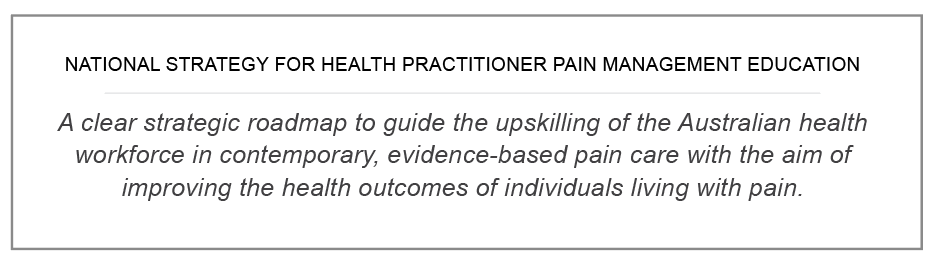 NATIONAL STRATEGY FOR HEALTH PRACTITIONER PAIN MANAGEMENT EDUCATION
A clear strategic roadmap to guide the upskilling of the Australian health
workforce in contemporary, evidence-based pain care with the aim of
improving the health outcomes of individuals living with pain.